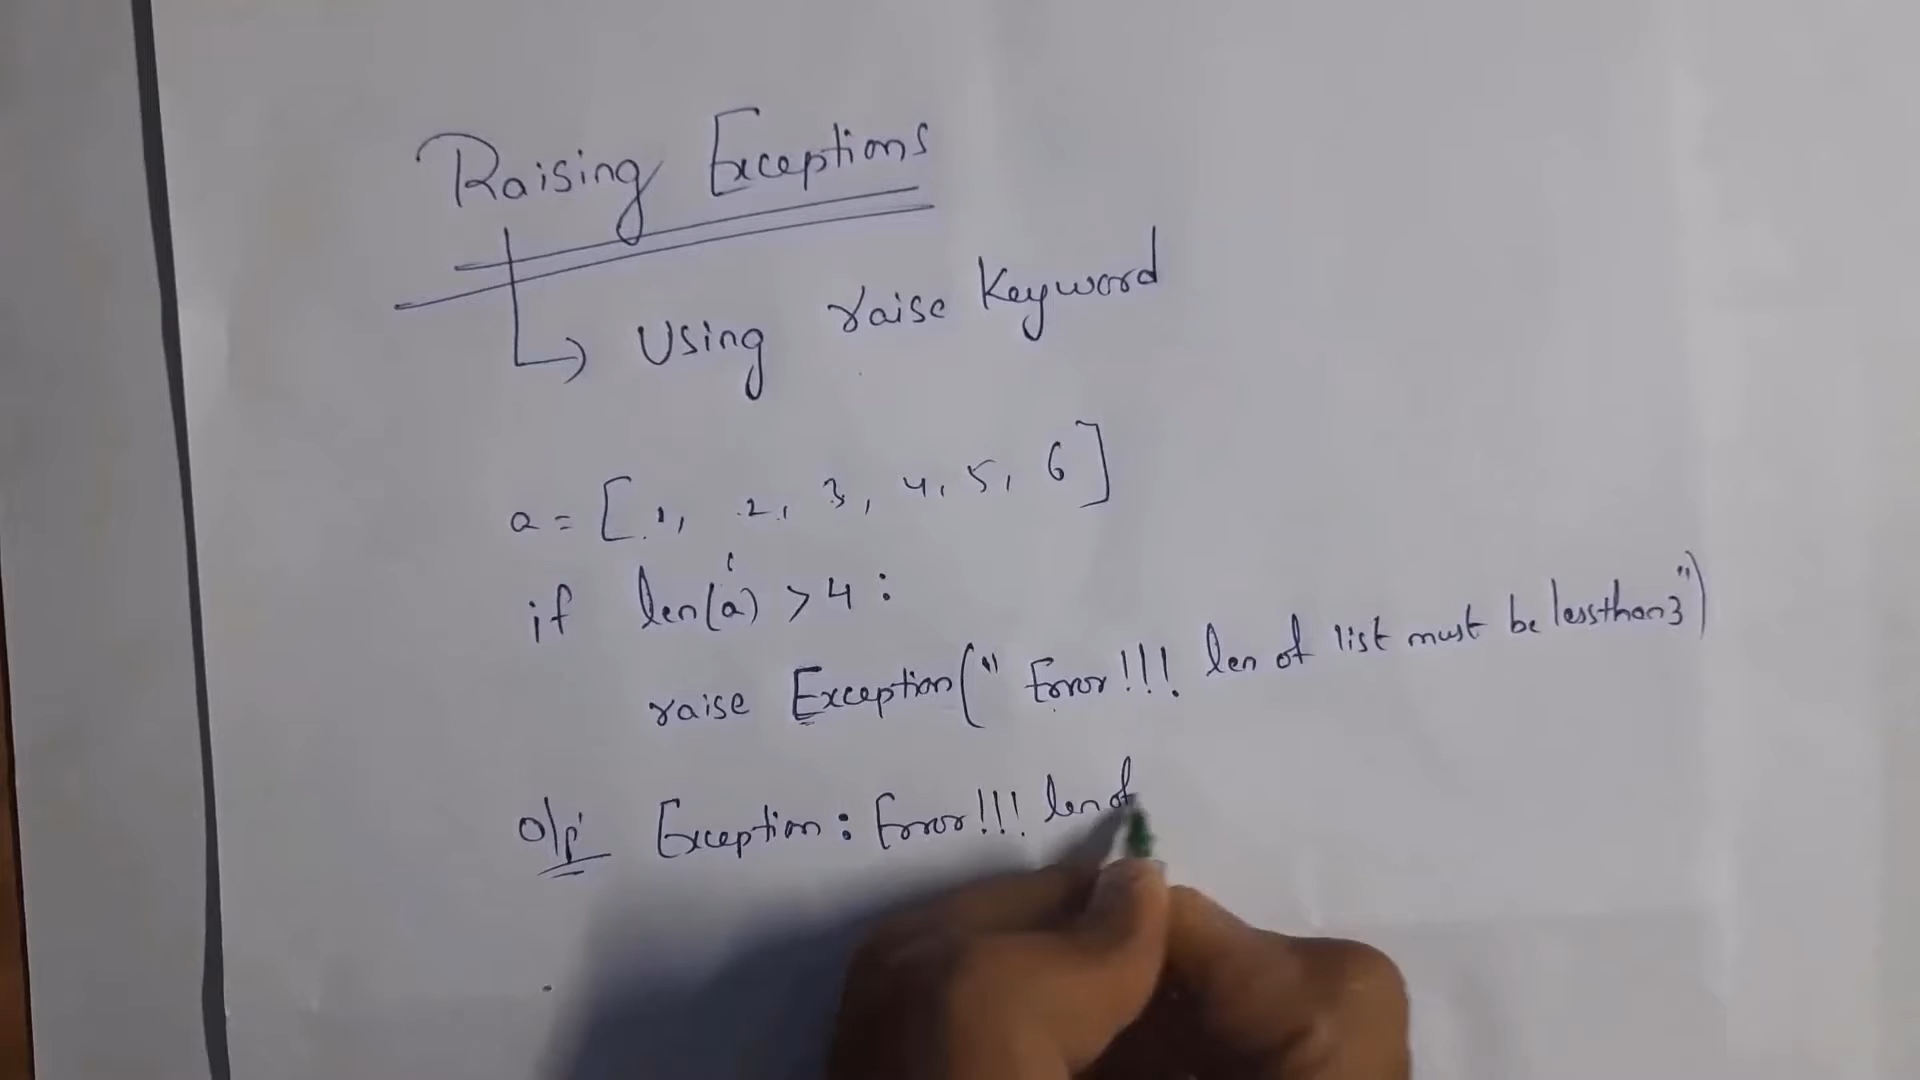 Raising Exceptions
Using raise Keyword
a = [1, 2, 3, 4, 5, 6]
if len(a) > 4 :
raise Exception(" Error!!! len of list must be lessthan3")
O/p Exception : Error!!! len of